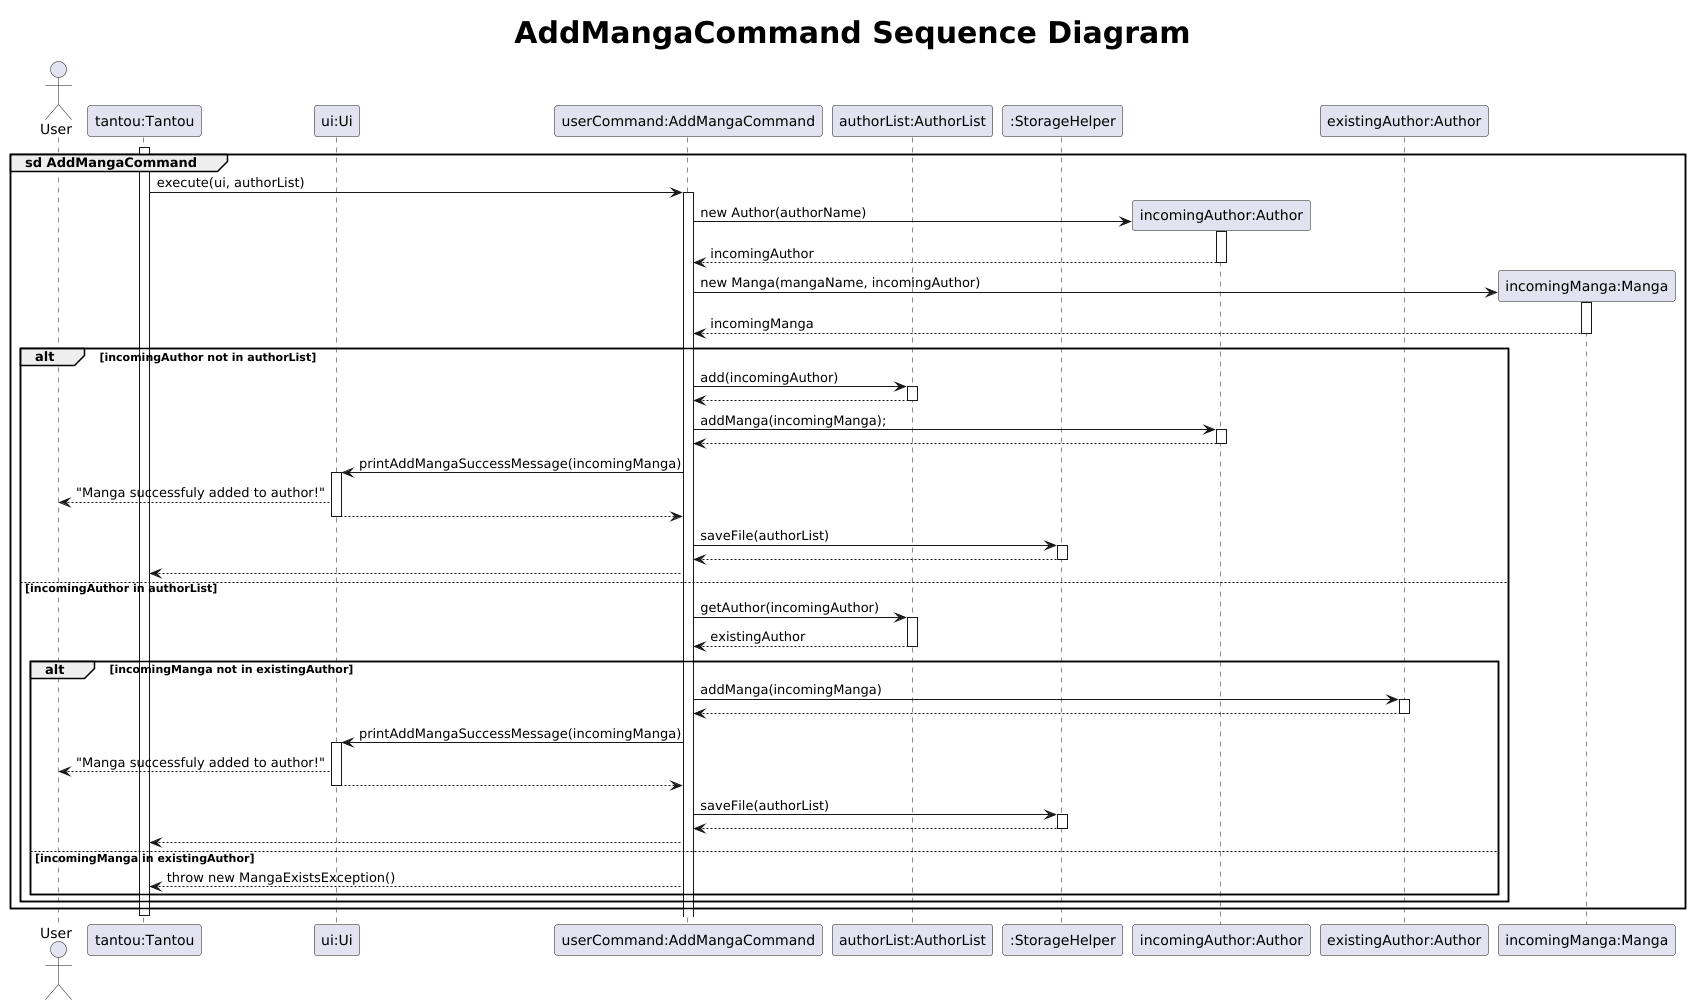 AddMangaCommand Sequence Diagram
User
tantou:Tantou
ui:Ui
userCommand:AddMangaCommand
authorList:AuthorList
:StorageHelper
existingAuthor:Author
sd AddMangaCommand
execute(ui, authorList)
new Author(authorName)
incomingAuthor:Author
incomingAuthor
new Manga(mangaName, incomingAuthor)
incomingManga:Manga
incomingManga
alt
[incomingAuthor not in authorList]
add(incomingAuthor)
addManga(incomingManga);
printAddMangaSuccessMessage(incomingManga)
"Manga successfuly added to author!"
saveFile(authorList)
[incomingAuthor in authorList]
getAuthor(incomingAuthor)
existingAuthor
alt
[incomingManga not in existingAuthor]
addManga(incomingManga)
printAddMangaSuccessMessage(incomingManga)
"Manga successfuly added to author!"
saveFile(authorList)
[incomingManga in existingAuthor]
throw new MangaExistsException()
User
tantou:Tantou
ui:Ui
userCommand:AddMangaCommand
authorList:AuthorList
:StorageHelper
incomingAuthor:Author
existingAuthor:Author
incomingManga:Manga